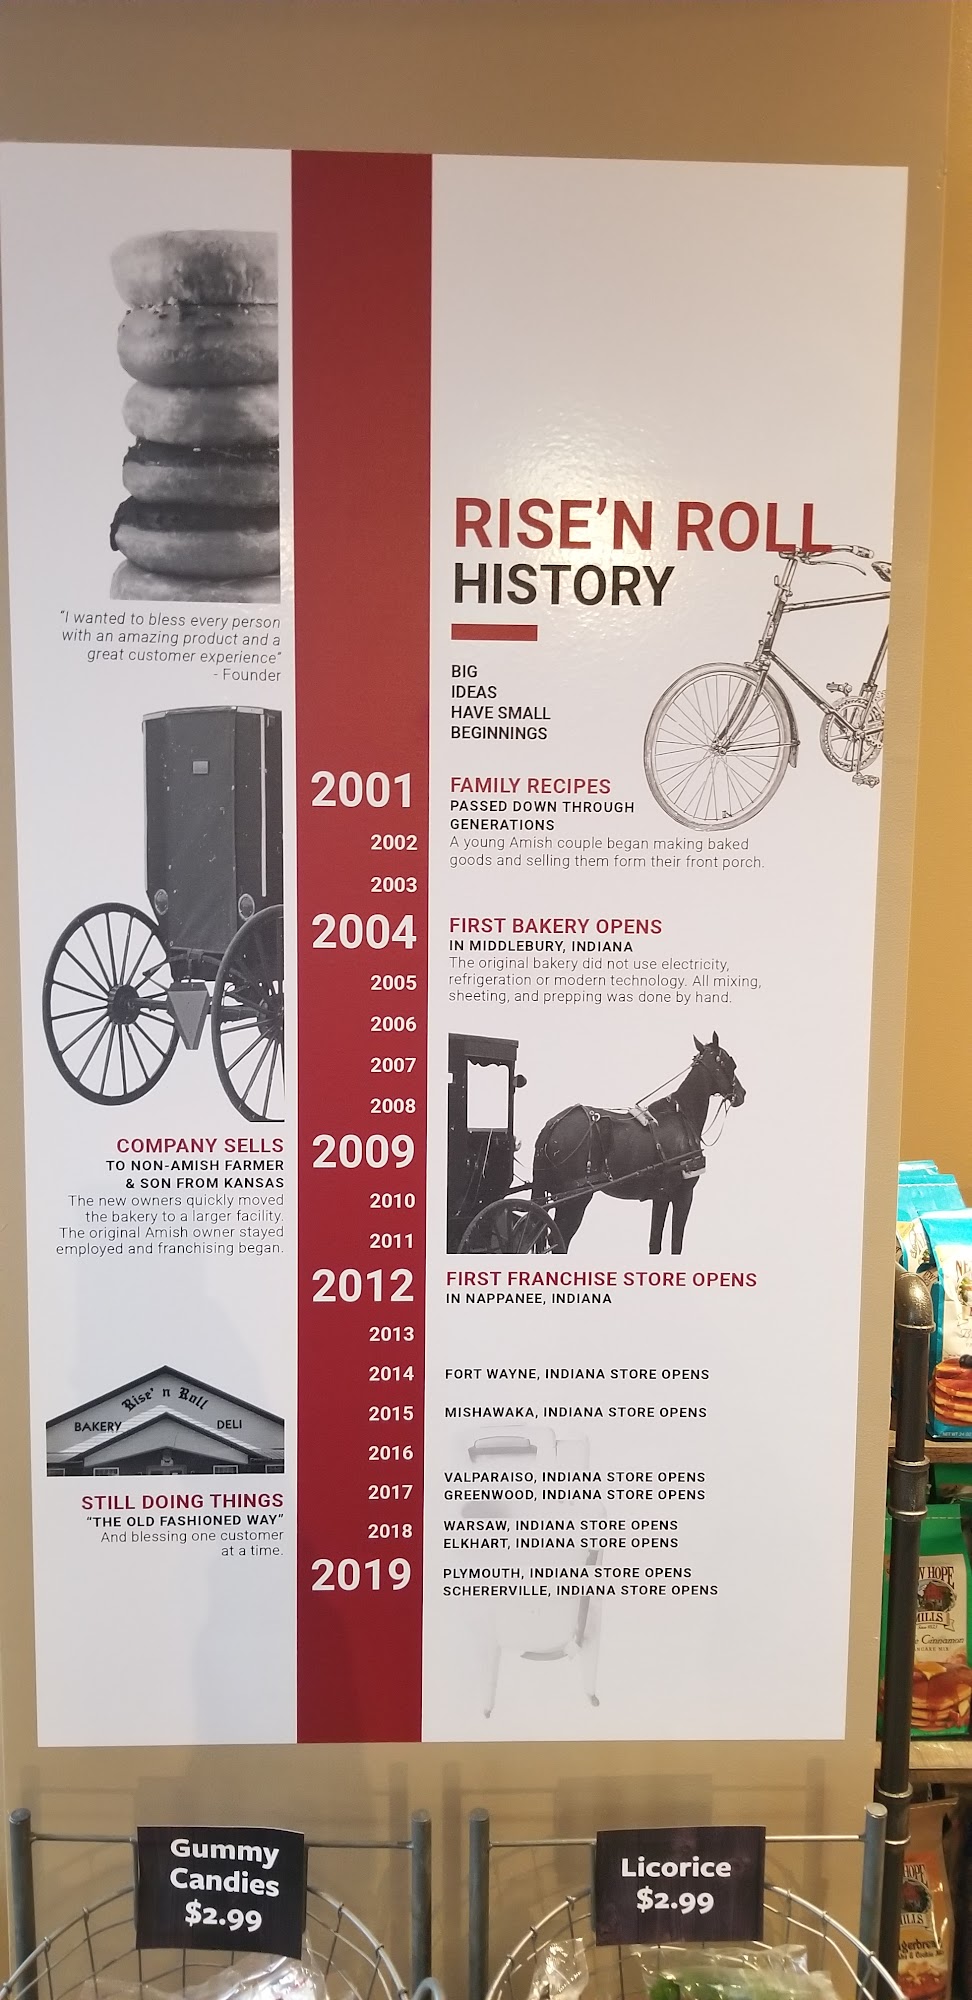 RISE'N ROLL
HISTORY
"I wanted to bless every person
with an amazing product and a
great customer experience"
- Founder
BIG
IDEAS
HAVE SMALL
BEGINNINGS
2001
FAMILY RECIPES
PASSED DOWN THROUGH
GENERATIONS
A young Amish couple began making baked
goods and selling them form their front porch.
2002
2003
2004
FIRST BAKERY OPENS
IN MIDDLEBURY, INDIANA
The original bakery did not use electricity,
refrigeration or modern technology. All mixing,
sheeting, and prepping was done by hand.
2005
2006
2007
2008
2009
COMPANY SELLS
TO NON-AMISH FARMER
& SON FROM KANSAS
The new owners quickly moved
the bakery to a larger facility.
The original Amish owner stayed
employed and franchising began.
2010
2011
2012
FIRST FRANCHISE STORE OPENS
IN NAPPANEE, INDIANA
2013
2014
FORT WAYNE, INDIANA STORE OPENS
2015
MISHAWAKA, INDIANA STORE OPENS
2016
VALPARAISO, INDIANA STORE OPENS
GREENWOOD, INDIANA STORE OPENS
2017
2018
WARSAW, INDIANA STORE OPENS
ELKHART, INDIANA STORE OPENS
2019
PLYMOUTH, INDIANA STORE OPENS
SCHERERVILLE, INDIANA STORE OPENS
Rise' n Roll
BAKERY DELI
STILL DOING THINGS
"THE OLD FASHIONED WAY"
And blessing one customer
at a time.
Gummy
Candies
$2.99
Licorice
$2.99
HOPE
MILLS
Cinnamon